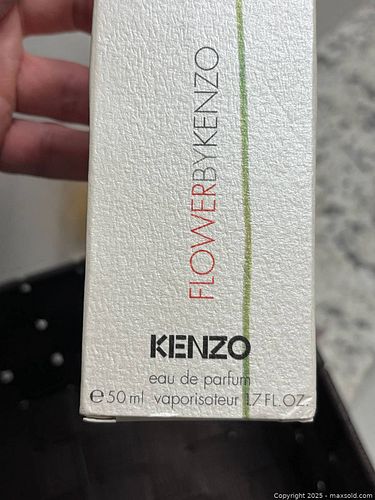 FLOWERBYKENZO
KENZO
eau de parfum
℮ 50 ml vaporisateur 1.7 FL.OZ.
Copyright 2025 - maxsold.com